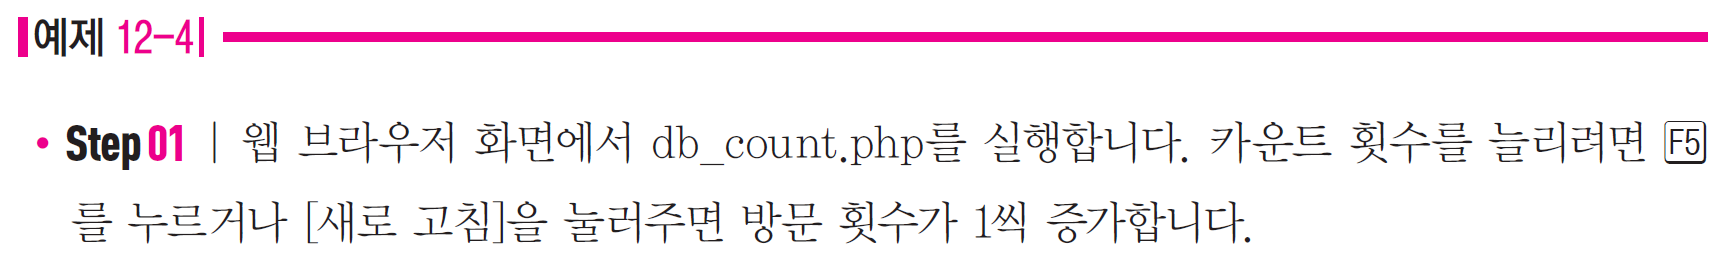 예제 12-4
• Step 01 | 웹 브라우저 화면에서 db_count.php를 실행합니다. 카운트 횟수를 늘리려면 F5
를 누르거나 [새로 고침]을 눌러주면 방문 횟수가 1씩 증가합니다.